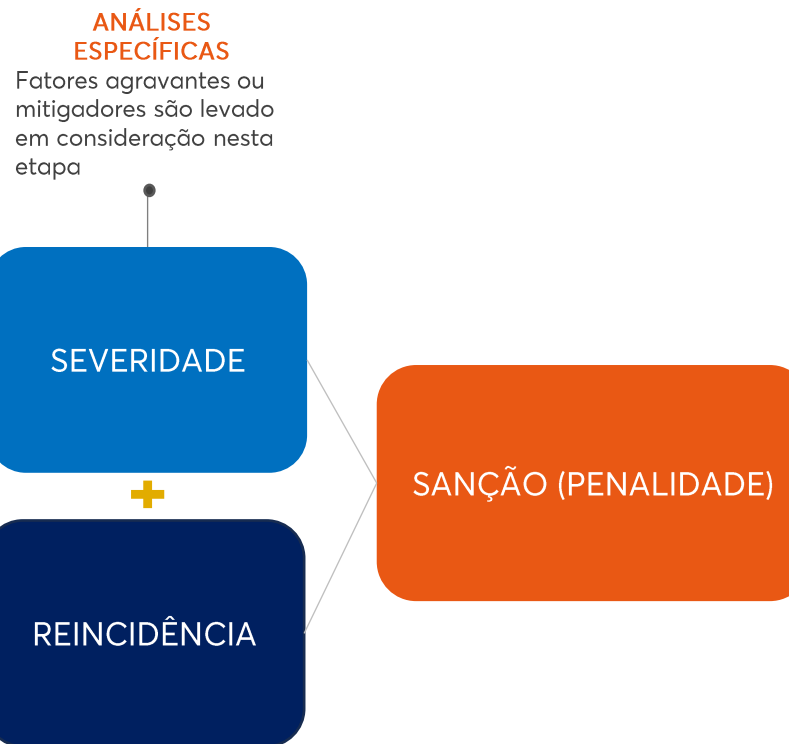 ANÁLISES
ESPECÍFICAS
Fatores agravantes ou
mitigadores são levado
em consideração nesta
etapa
SEVERIDADE
SANÇÃO (PENALIDADE)
REINCIDÊNCIA